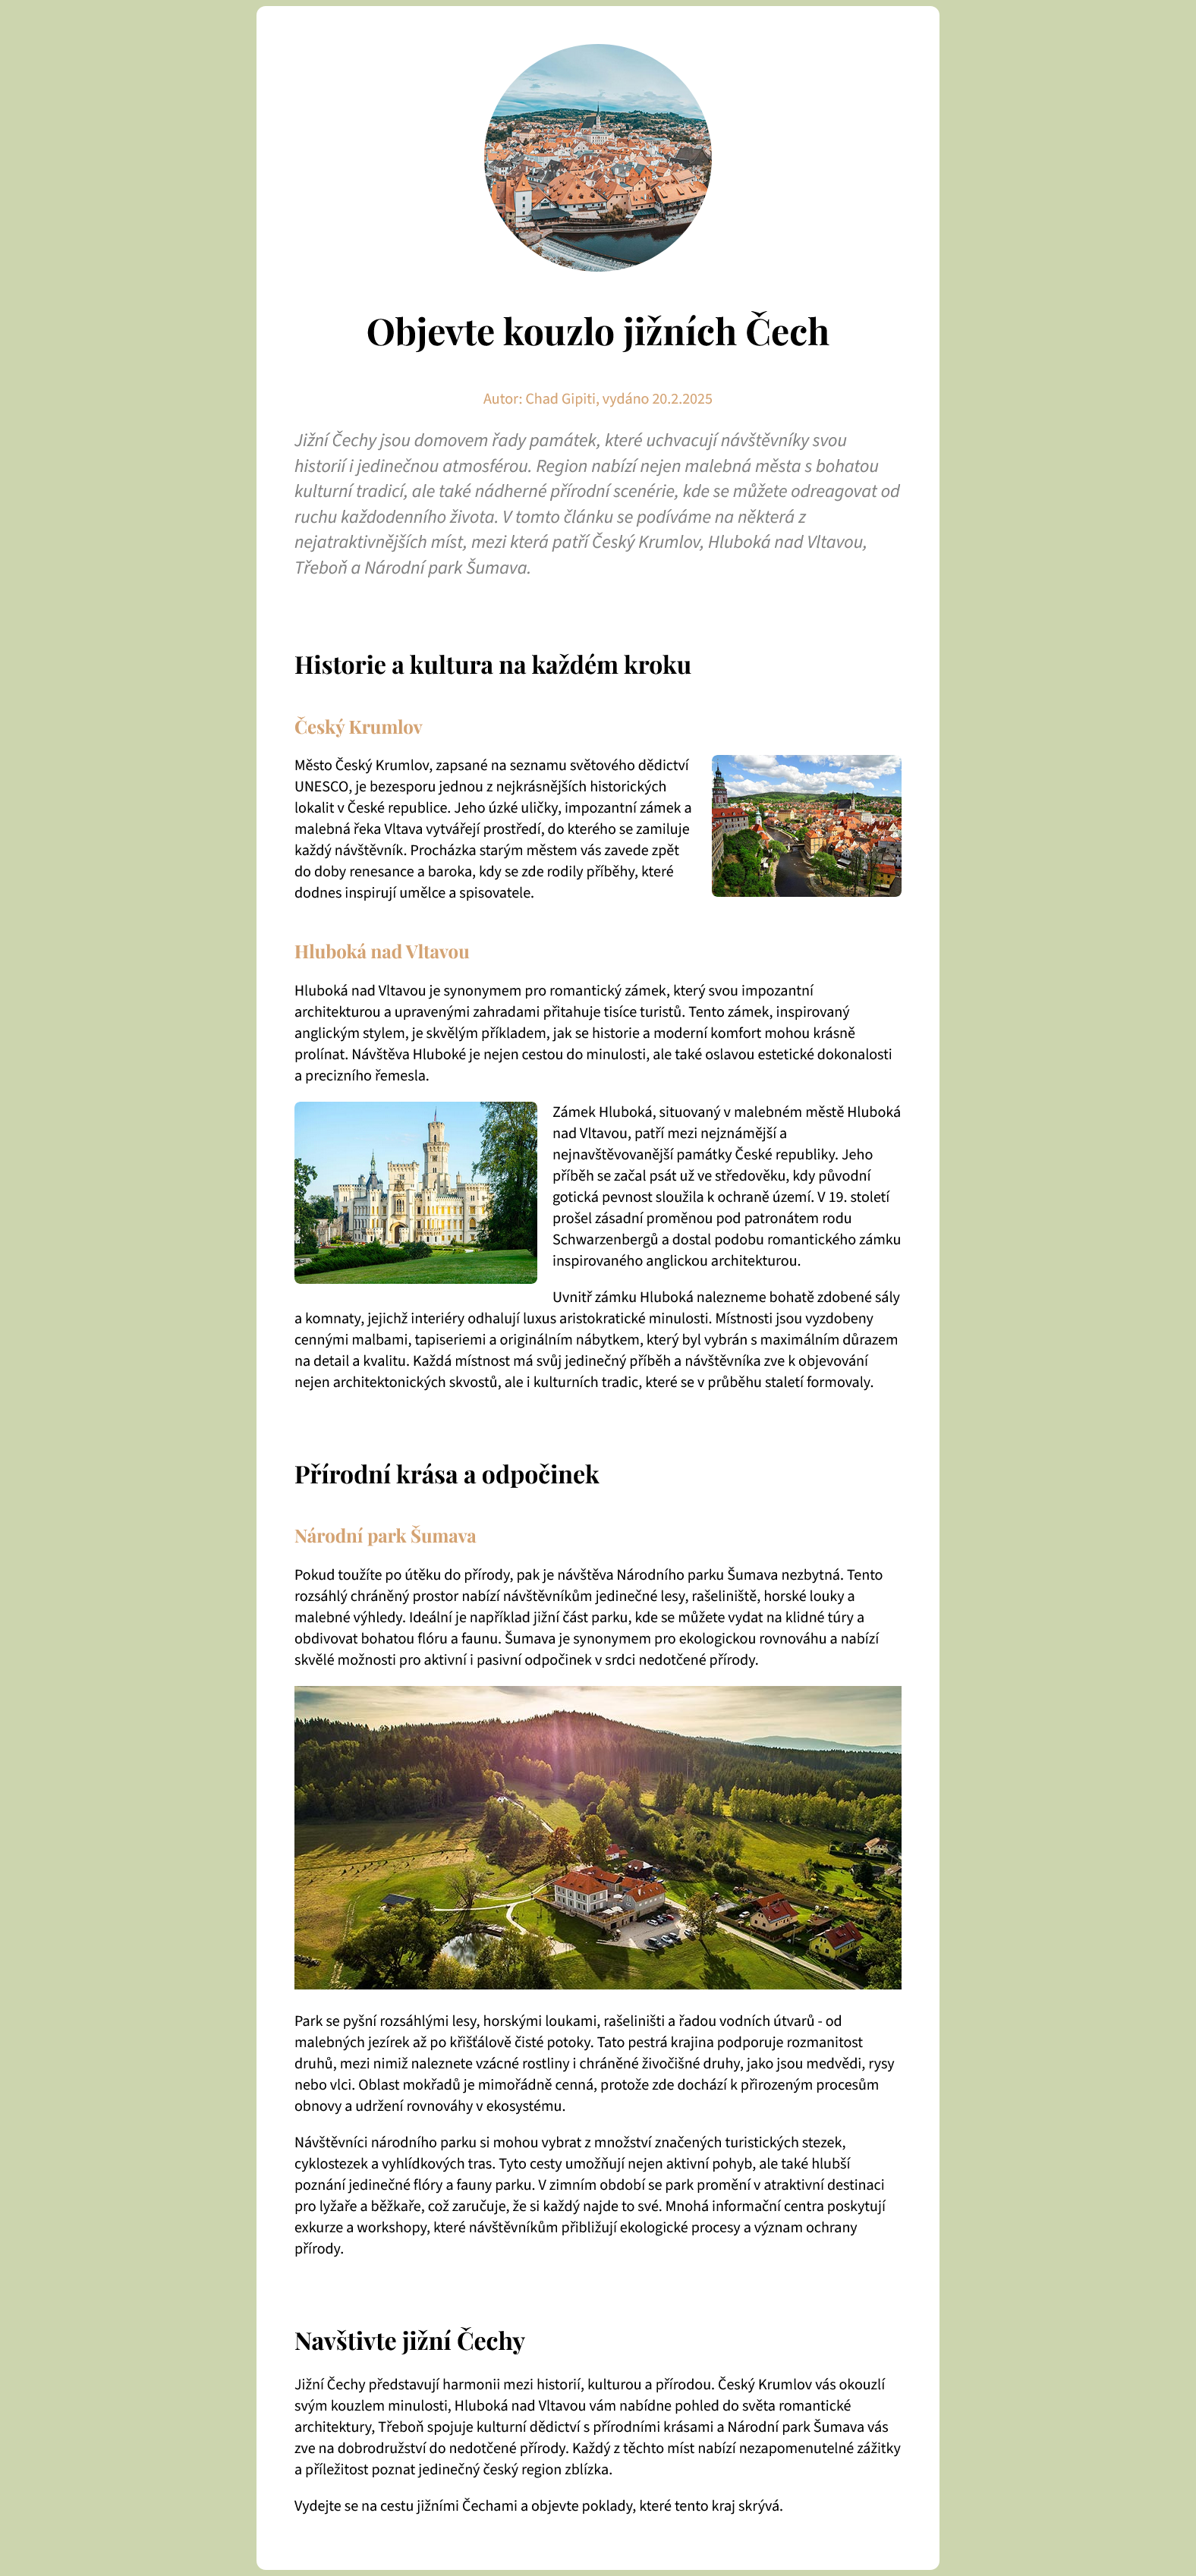 Objevte kouzlo jižních Čech
Autor: Chad Gipiti, vydáno 20.2.2025
Jižní Čechy jsou domovem řady památek, které uchvacují návštěvníky svou
historií i jedinečnou atmosférou. Region nabízí nejen malebná města s bohatou
kulturní tradicí, ale také nádherné přírodní scenérie, kde se můžete odreagovat od
ruchu každodenního života. V tomto článku se podíváme na některá z
nejatraktivnějších míst, mezi která patří Český Krumlov, Hluboká nad Vltavou,
Třeboň a Národní park Šumava.
Historie a kultura na každém kroku
Český Krumlov
Město Český Krumlov, zapsané na seznamu světového dědictví
UNESCO, je bezesporu jednou z nejkrásnějších historických
lokalit v České republice. Jeho úzké uličky, impozantní zámek a
malebná řeka Vltava vytvářejí prostředí, do kterého se zamiluje
každý návštěvník. Procházka starým městem vás zavede zpět
do doby renesance a baroka, kdy se zde rodily příběhy, které
dodnes inspirují umělce a spisovatele.
Hluboká nad Vltavou
Hluboká nad Vltavou je synonymem pro romantický zámek, který svou impozantní
architekturou a upravenými zahradami přitahuje tisíce turistů. Tento zámek, inspirovaný
anglickým stylem, je skvělým příkladem, jak se historie a moderní komfort mohou krásně
prolínat. Návštěva Hluboké je nejen cestou do minulosti, ale také oslavou estetické dokonalosti
a precizního řemesla.
Zámek Hluboká, situovaný v malebném městě Hluboká
nad Vltavou, patří mezi nejznámější a
nejnavštěvovanější památky České republiky. Jeho
příběh se začal psát už ve středověku, kdy původní
gotická pevnost sloužila k ochraně území. V 19. století
prošel zásadní proměnou pod patronátem rodu
Schwarzenbergů a dostal podobu romantického zámku
inspirovaného anglickou architekturou.
Uvnitř zámku Hluboká nalezneme bohatě zdobené sály
a komnaty, jejichž interiéry odhalují luxus aristokratické minulosti. Místnosti jsou vyzdobeny
cennými malbami, tapiseriemi a originálním nábytkem, který byl vybrán s maximálním důrazem
na detail a kvalitu. Každá místnost má svůj jedinečný příběh a návštěvníka zve k objevování
nejen architektonických skvostů, ale i kulturních tradic, které se v průběhu staletí formovaly.
Přírodní krása a odpočinek
Národní park Šumava
Pokud toužíte po útěku do přírody, pak je návštěva Národního parku Šumava nezbytná. Tento
rozsáhlý chráněný prostor nabízí návštěvníkům jedinečné lesy, rašeliniště, horské louky a
malebné výhledy. Ideální je například jižní část parku, kde se můžete vydat na klidné túry a
obdivovat bohatou flóru a faunu. Šumava je synonymem pro ekologickou rovnováhu a nabízí
skvělé možnosti pro aktivní i pasivní odpočinek v srdci nedotčené přírody.
Park se pyšní rozsáhlými lesy, horskými loukami, rašeliništi a řadou vodních útvarů - od
malebných jezírek až po křišťálově čisté potoky. Tato pestrá krajina podporuje rozmanitost
druhů, mezi nimiž naleznete vzácné rostliny i chráněné živočišné druhy, jako jsou medvědi, rysy
nebo vlci. Oblast mokřadů je mimořádně cenná, protože zde dochází k přirozeným procesům
obnovy a udržení rovnováhy v ekosystému.
Návštěvníci národního parku si mohou vybrat z množství značených turistických stezek,
cyklostezek a vyhlídkových tras. Tyto cesty umožňují nejen aktivní pohyb, ale také hlubší
poznání jedinečné flóry a fauny parku. V zimním období se park promění v atraktivní destinaci
pro lyžaře a běžkaře, což zaručuje, že si každý najde to své. Mnohá informační centra poskytují
exkurze a workshopy, které návštěvníkům přibližují ekologické procesy a význam ochrany
přírody.
Navštivte jižní Čechy
Jižní Čechy představují harmonii mezi historií, kulturou a přírodou. Český Krumlov vás okouzlí
svým kouzlem minulosti, Hluboká nad Vltavou vám nabídne pohled do světa romantické
architektury, Třeboň spojuje kulturní dědictví s přírodními krásami a Národní park Šumava vás
zve na dobrodružství do nedotčené přírody. Každý z těchto míst nabízí nezapomenutelné zážitky
a příležitost poznat jedinečný český region zblízka.
Vydejte se na cestu jižními Čechami a objevte poklady, které tento kraj skrývá.